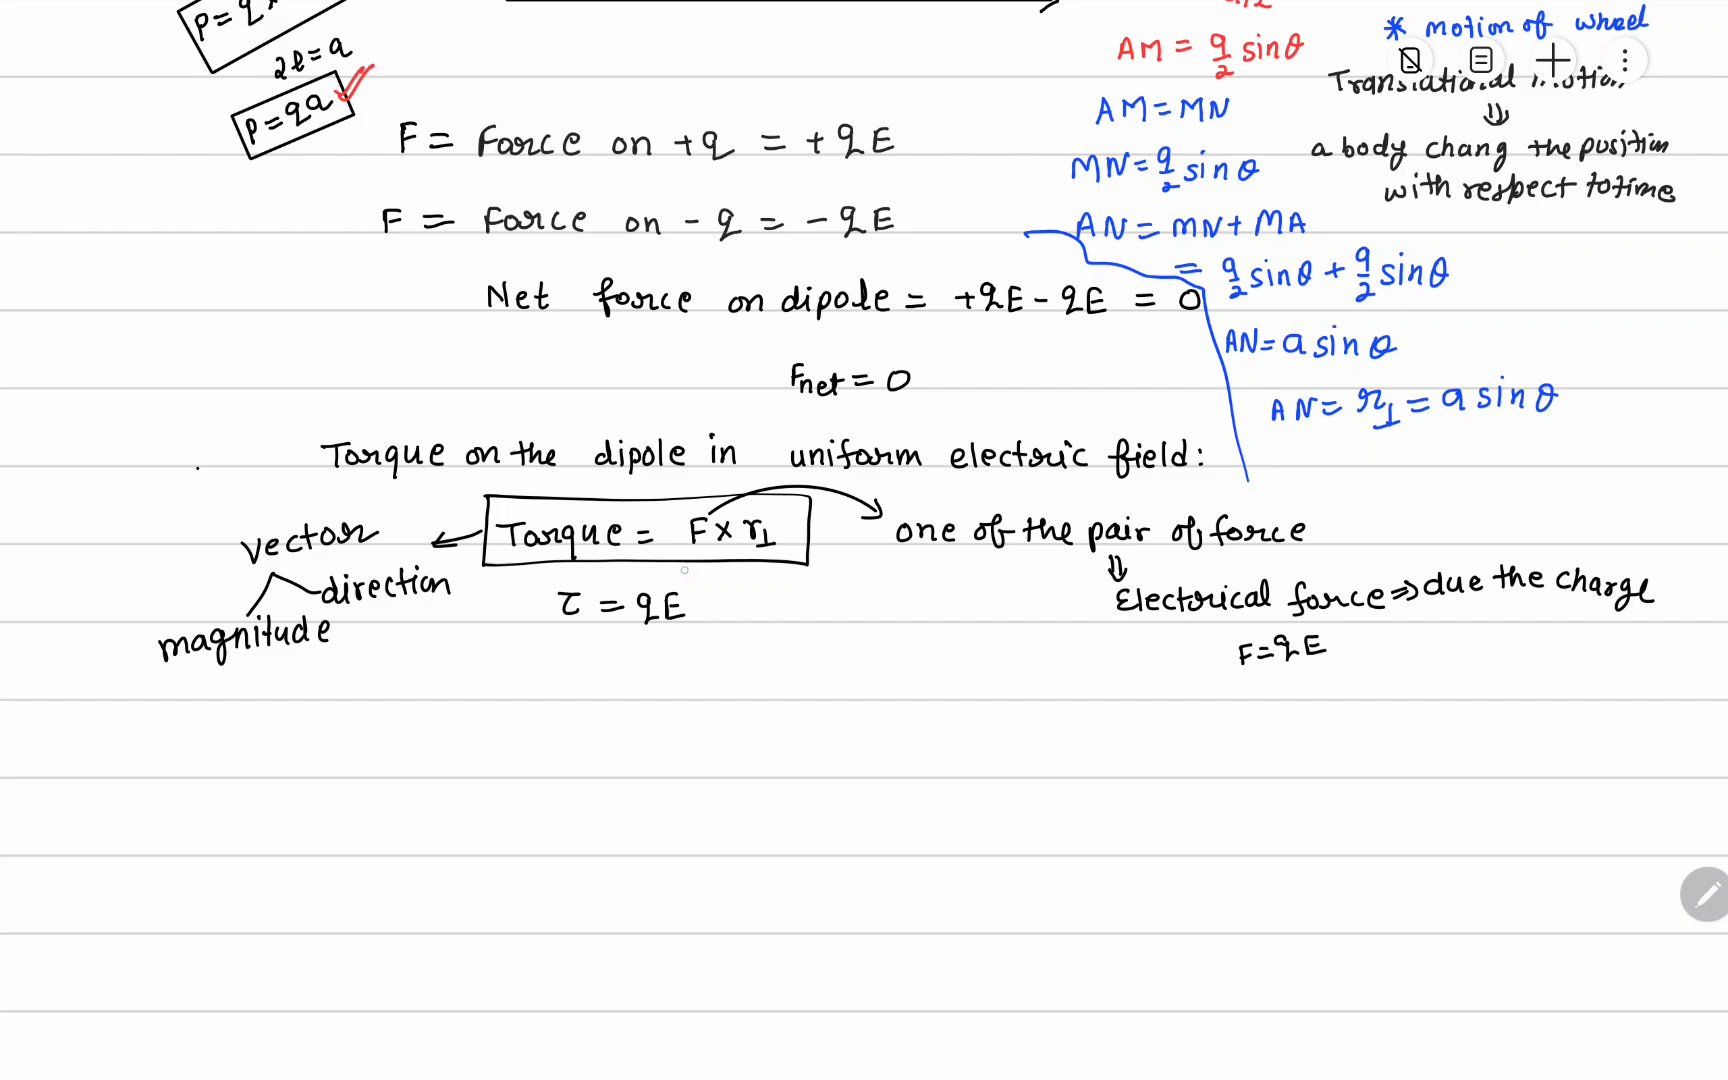 2l = a
P = qa
F = Force on +q = +qE
F = Force on -q = -qE
Net force on dipole = +qE - qE = 0
Fnet = 0
AM = a/2 sinθ
AM = MN
MN = a/2 sinθ
AN = MN + MA
= a/2 sinθ + a/2 sinθ
AN = a sinθ
AN = r⊥ = a sinθ
* motion of wheel
Translational motion
⇓
a body chang the position
with respect to time
Torque on the dipole in uniform electric field:
Torque = F × r⊥
vector
direction
magnitude
τ = qE
one of the pair of force
⇓
Electrical force ⇒ due the charge
F = qE